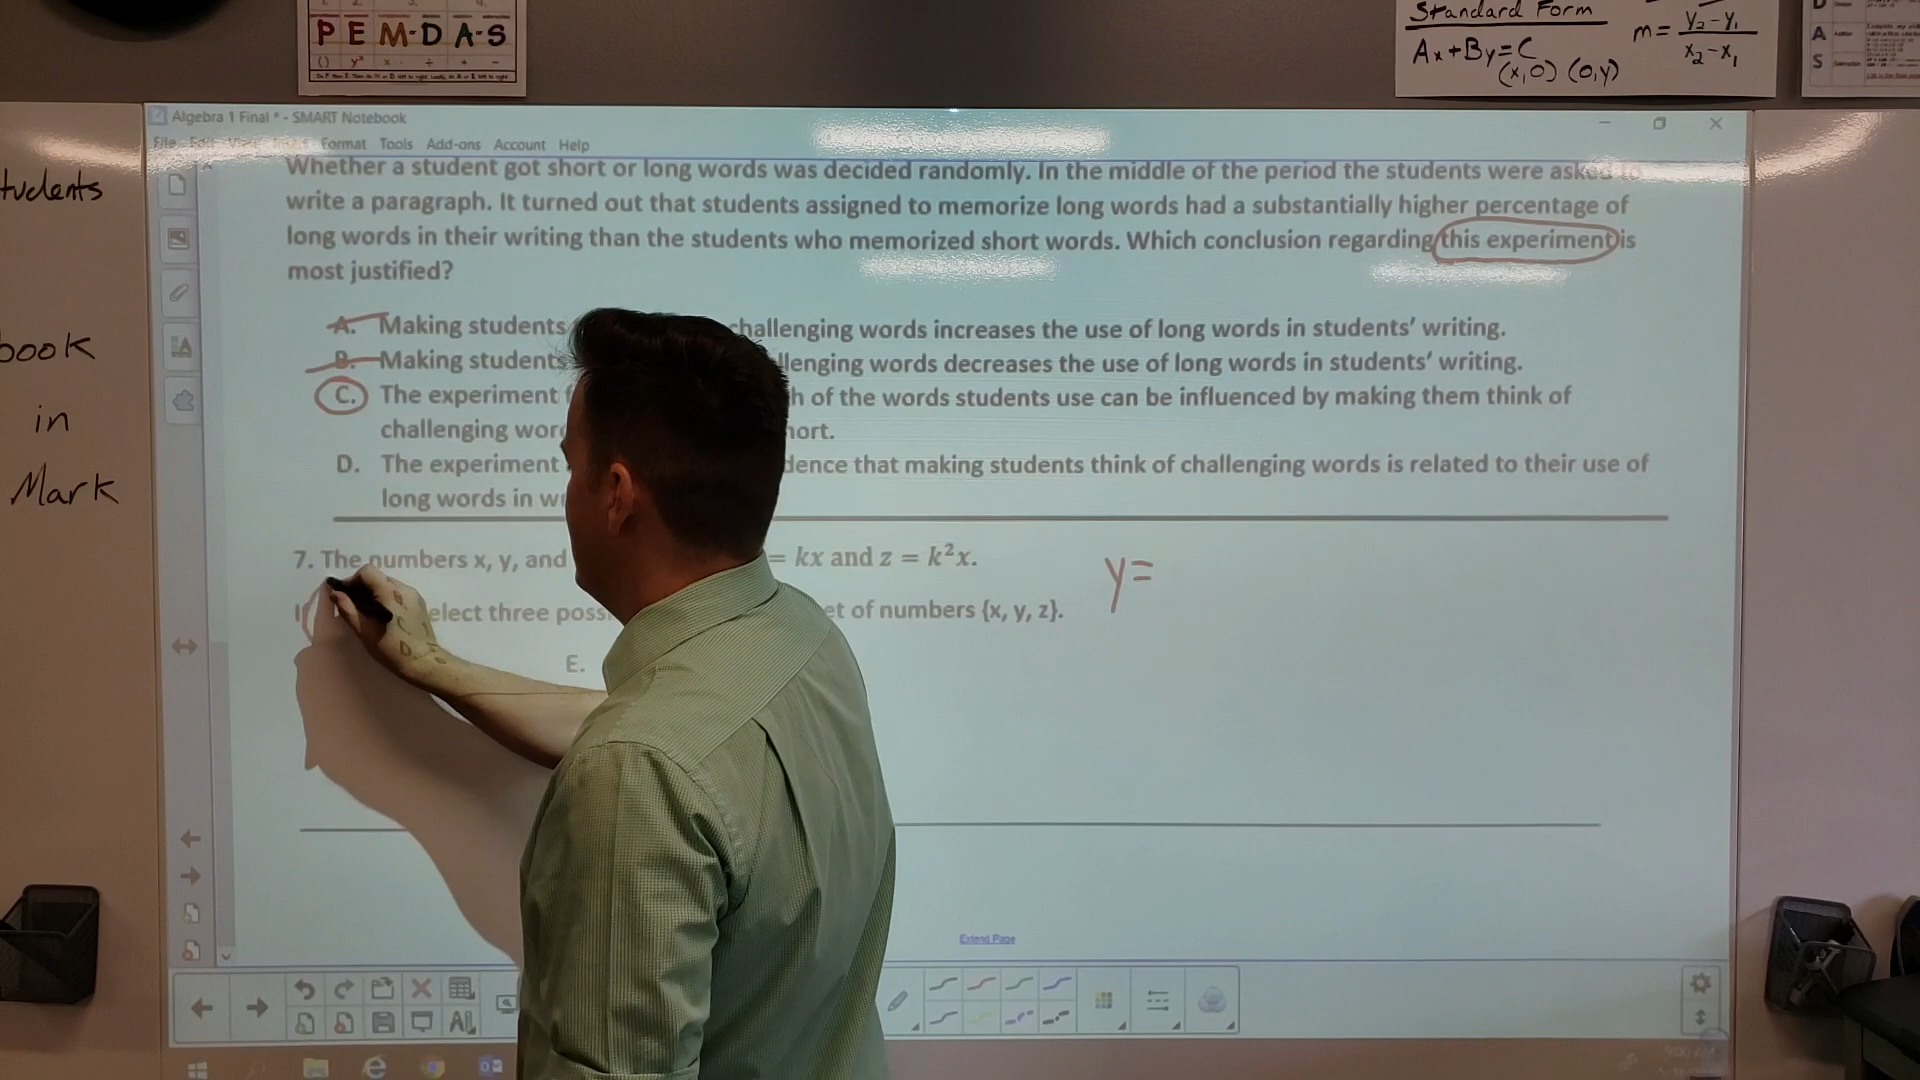 P E M-D A-S
() y² x · ÷ + -
Standard Form
Ax+By=C
(x,0) (0,y)
m = y₂-y₁ / x₂-x₁
D
A
S
Algebra 1 Final * - SMART Notebook
File Edit Format Tools Add-ons Account Help
tudents
book
in
Mark
Whether a student got short or long words was decided randomly. In the middle of the period the students were asked to
write a paragraph. It turned out that students assigned to memorize long words had a substantially higher percentage of
long words in their writing than the students who memorized short words. Which conclusion regarding this experiment is
most justified?
A. Making students challenging words increases the use of long words in students' writing.
B. Making students llenging words decreases the use of long words in students' writing.
C. The experiment h of the words students use can be influenced by making them think of
challenging wor hort.
D. The experiment dence that making students think of challenging words is related to their use of
long words in w
7. The numbers x, y, and = kx and z = k²x.
y=
elect three poss et of numbers {x, y, z}.
B.
C.
D.
E.
Extend Page
9:00 AM